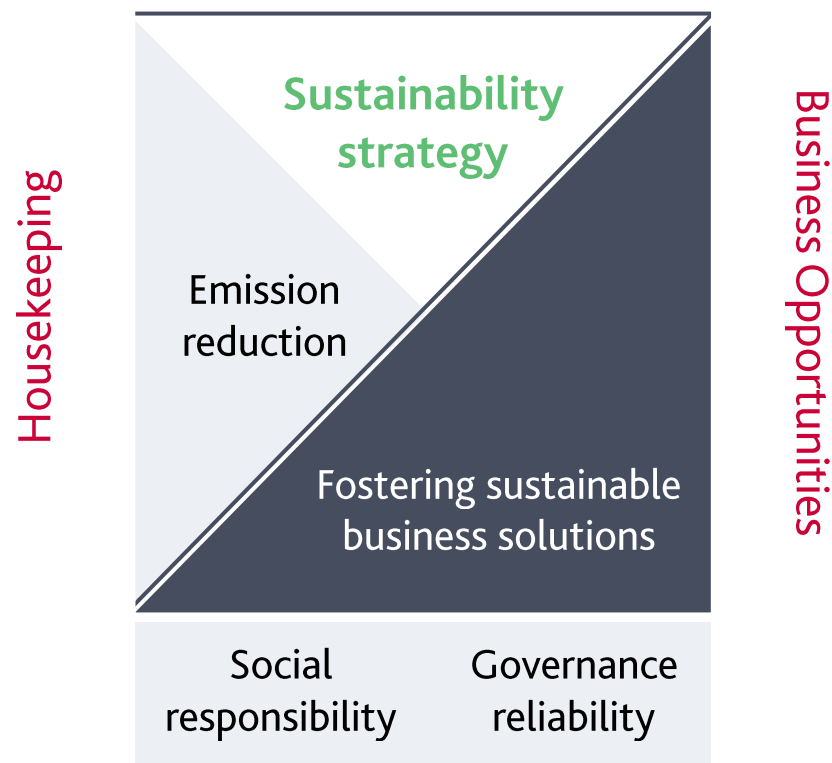 Sustainability
strategy
Housekeeping
Business Opportunities
Emission
reduction
Fostering sustainable
business solutions
Social
responsibility
Governance
reliability